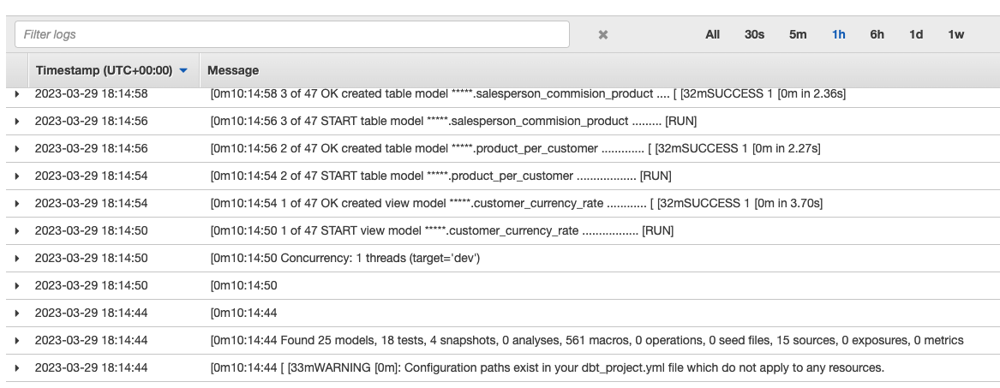 Filter logs ✖ All 30s 5m 1h 6h 1d 1w
Timestamp (UTC+00:00) Message
2023-03-29 18:14:58 [0m10:14:58 3 of 47 OK created table model *****.salesperson_commision_product .... [ [32mSUCCESS 1 [0m in 2.36s]
2023-03-29 18:14:56 [0m10:14:56 3 of 47 START table model *****.salesperson_commision_product ......... [RUN]
2023-03-29 18:14:56 [0m10:14:56 2 of 47 OK created table model *****.product_per_customer ............. [ [32mSUCCESS 1 [0m in 2.27s]
2023-03-29 18:14:54 [0m10:14:54 2 of 47 START table model *****.product_per_customer .................. [RUN]
2023-03-29 18:14:54 [0m10:14:54 1 of 47 OK created view model *****.customer_currency_rate ............ [ [32mSUCCESS 1 [0m in 3.70s]
2023-03-29 18:14:50 [0m10:14:50 1 of 47 START view model *****.customer_currency_rate ................. [RUN]
2023-03-29 18:14:50 [0m10:14:50 Concurrency: 1 threads (target='dev')
2023-03-29 18:14:50 [0m10:14:50
2023-03-29 18:14:44 [0m10:14:44
2023-03-29 18:14:44 [0m10:14:44 Found 25 models, 18 tests, 4 snapshots, 0 analyses, 561 macros, 0 operations, 0 seed files, 15 sources, 0 exposures, 0 metrics
2023-03-29 18:14:44 [0m10:14:44 [ [33mWARNING [0m]: Configuration paths exist in your dbt_project.yml file which do not apply to any resources.